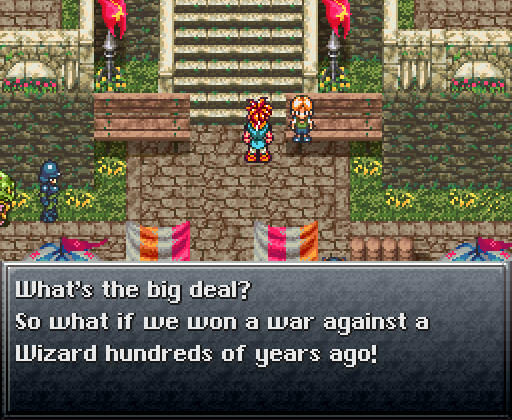 What's the big deal?
So what if we won a war against a
Wizard hundreds of years ago!